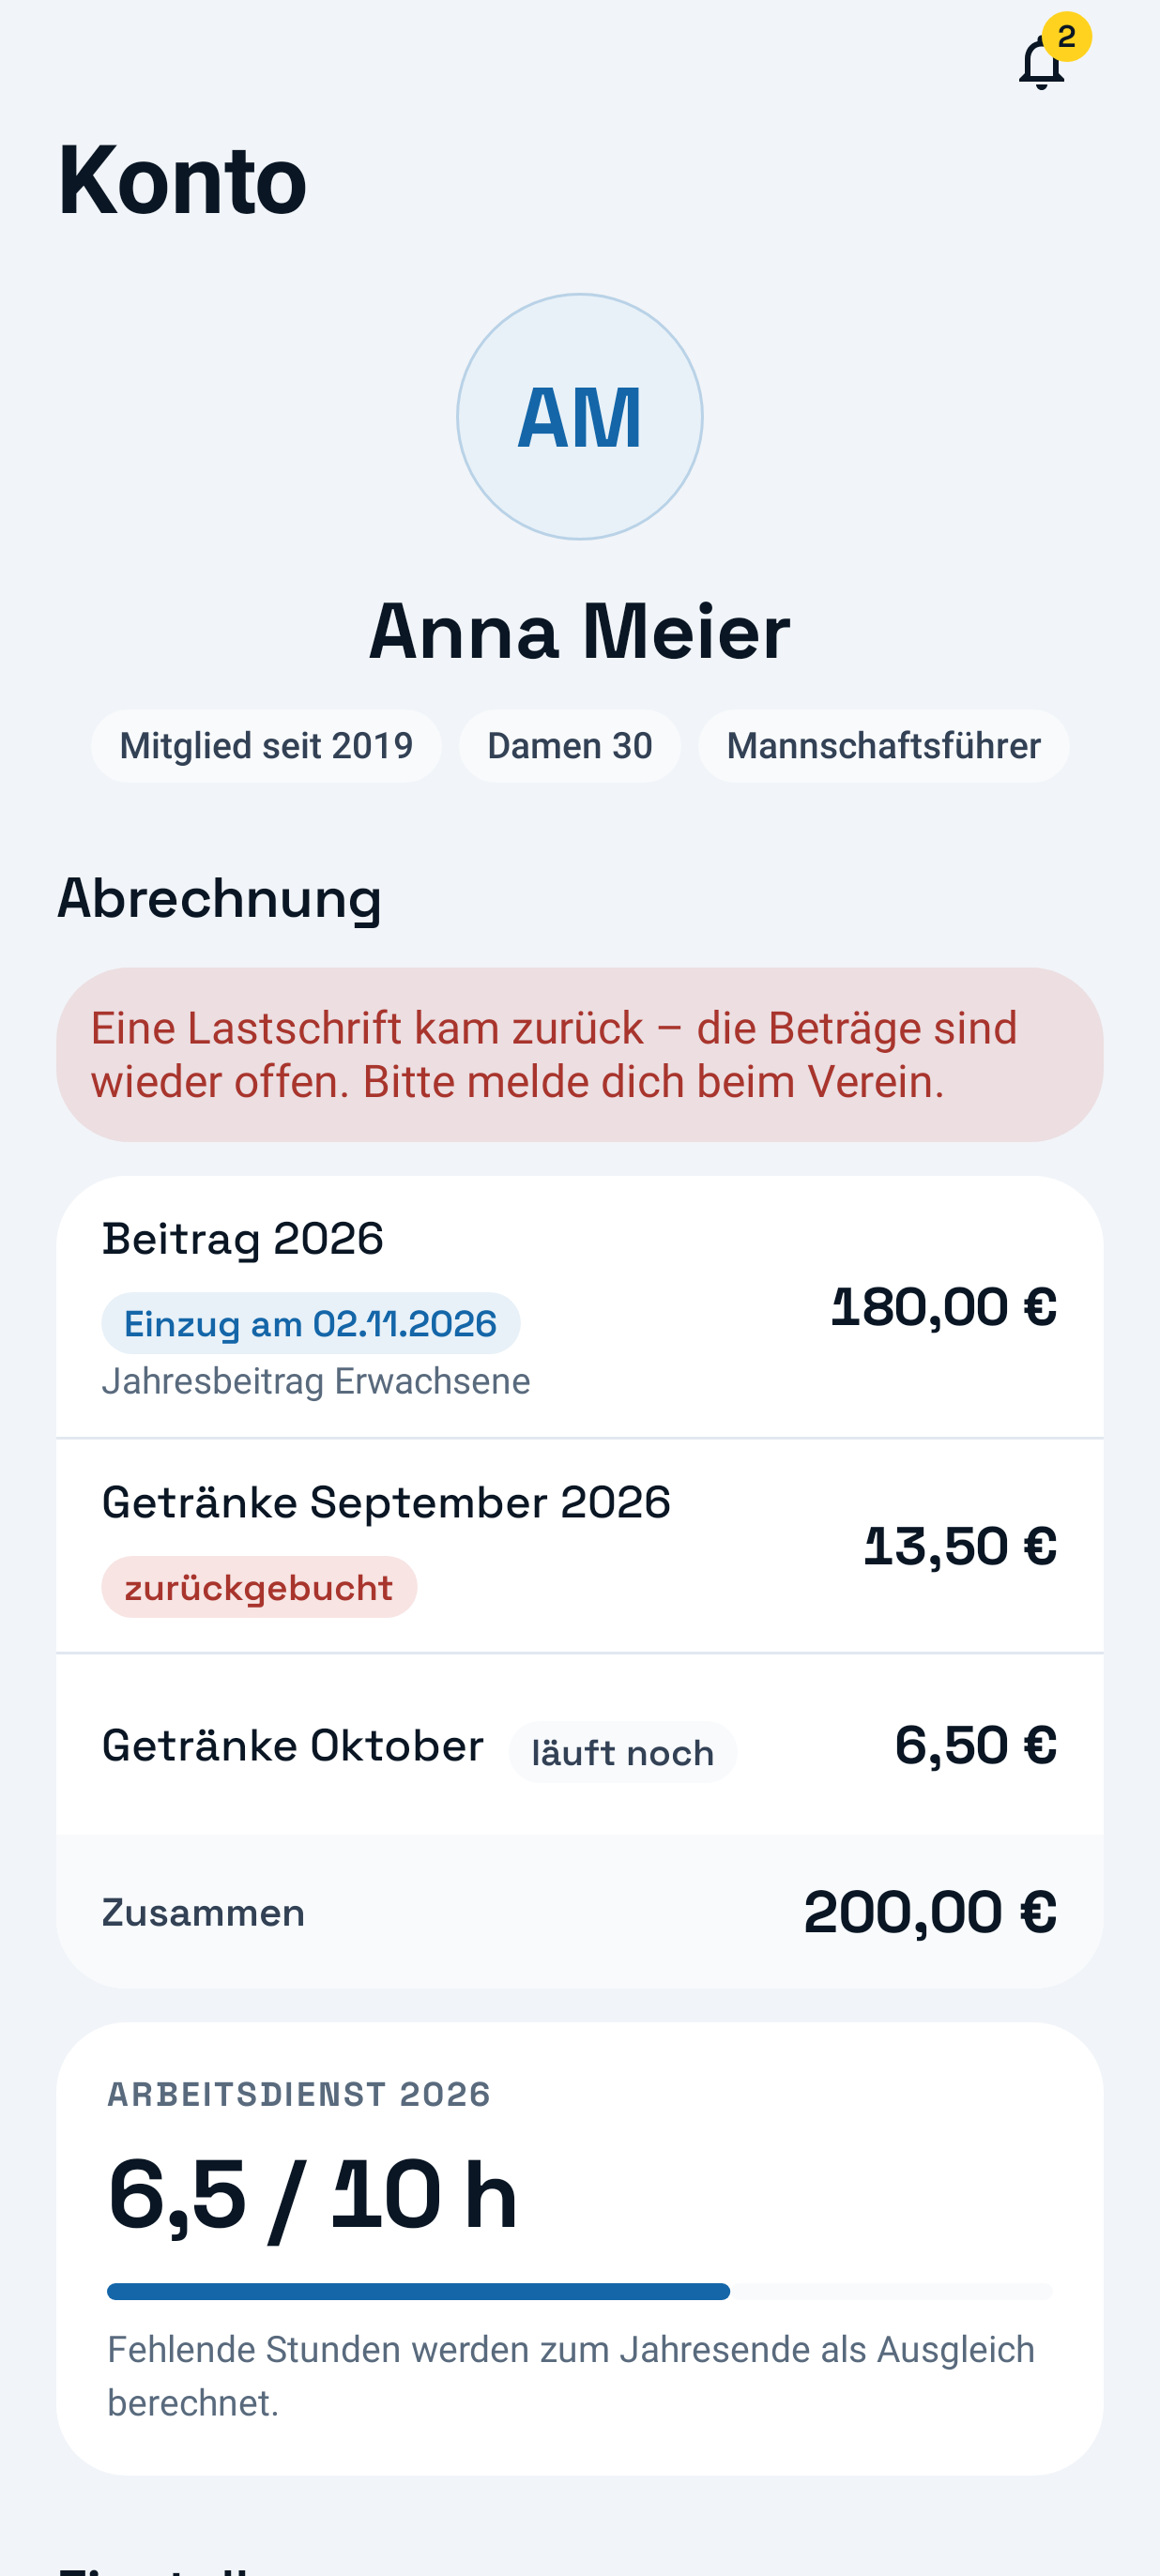 2
Konto
AM
Anna Meier
Mitglied seit 2019 Damen 30 Mannschaftsführer
Abrechnung
Eine Lastschrift kam zurück – die Beträge sind
wieder offen. Bitte melde dich beim Verein.
Beitrag 2026
180,00 €
Einzug am 02.11.2026
Jahresbeitrag Erwachsene
Getränke September 2026
13,50 €
zurückgebucht
Getränke Oktober läuft noch 6,50 €
Zusammen 200,00 €
ARBEITSDIENST 2026
6,5 / 10 h
Fehlende Stunden werden zum Jahresende als Ausgleich
berechnet.